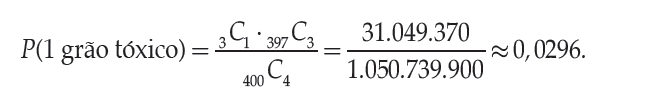 P(1 grão tóxico) = ₃C₁ · ₃₉₇C₃ / ₄₀₀C₄ = 31.049.370 / 1.050.739.900 ≈ 0,0296.